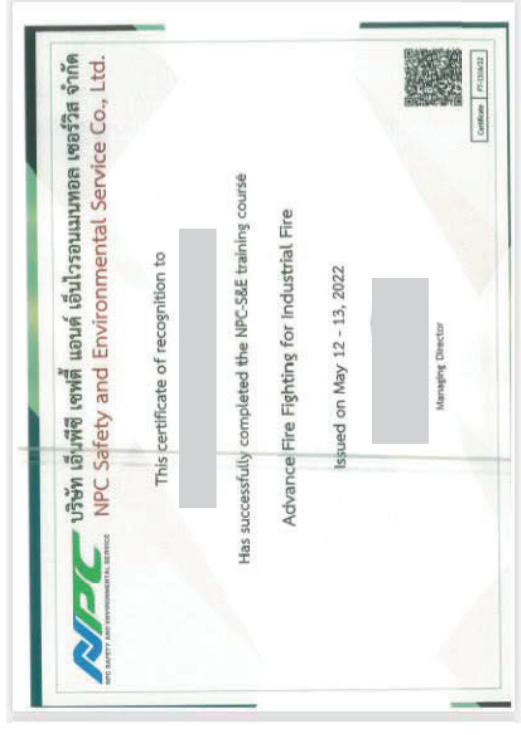 บริษัท เอ็นพีซี เซฟตี้ แอนด์ เอ็นไวรอนเมนทอล เซอร์วิส จำกัด
NPC Safety and Environmental Service Co., Ltd.
NPC
NPC SAFETY AND ENVIRONMENTAL SERVICE
This certificate of recognition to
Has successfully completed the NPC-S&E training course
Advance Fire Fighting for Industrial Fire
Issued on May 12 - 13, 2022
Managing Director
Certificate